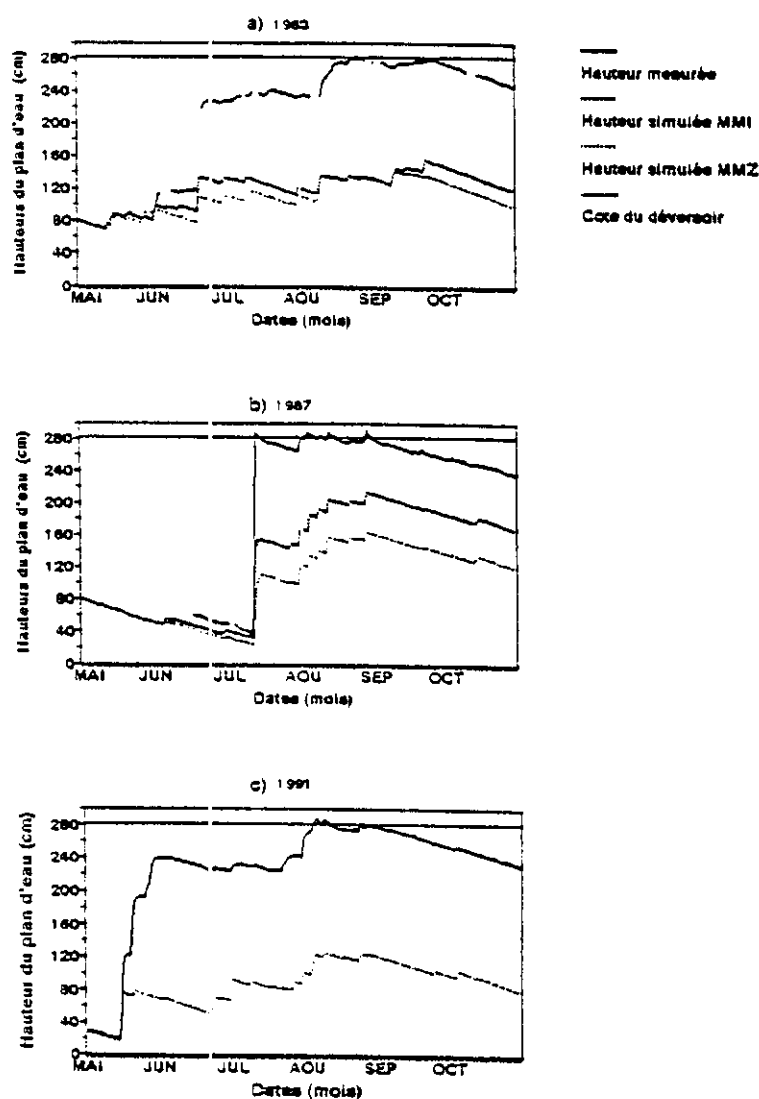 a) 1983
Hauteurs du plan d'eau (cm)
280
240
200
160
120
80
40
0
MAI JUN JUL AOU SEP OCT
Dates (mois)
Hauteur mesurée
Hauteur simulée MM1
Hauteur simulée MM2
Cote du déversoir
b) 1987
Hauteurs du plan d'eau (cm)
280
240
200
160
120
80
40
0
MAI JUN JUL AOU SEP OCT
Dates (mois)
c) 1991
Hauteur du plan d'eau (cm)
280
240
200
160
120
80
40
0
MAI JUN JUL AOU SEP OCT
Dates (mois)